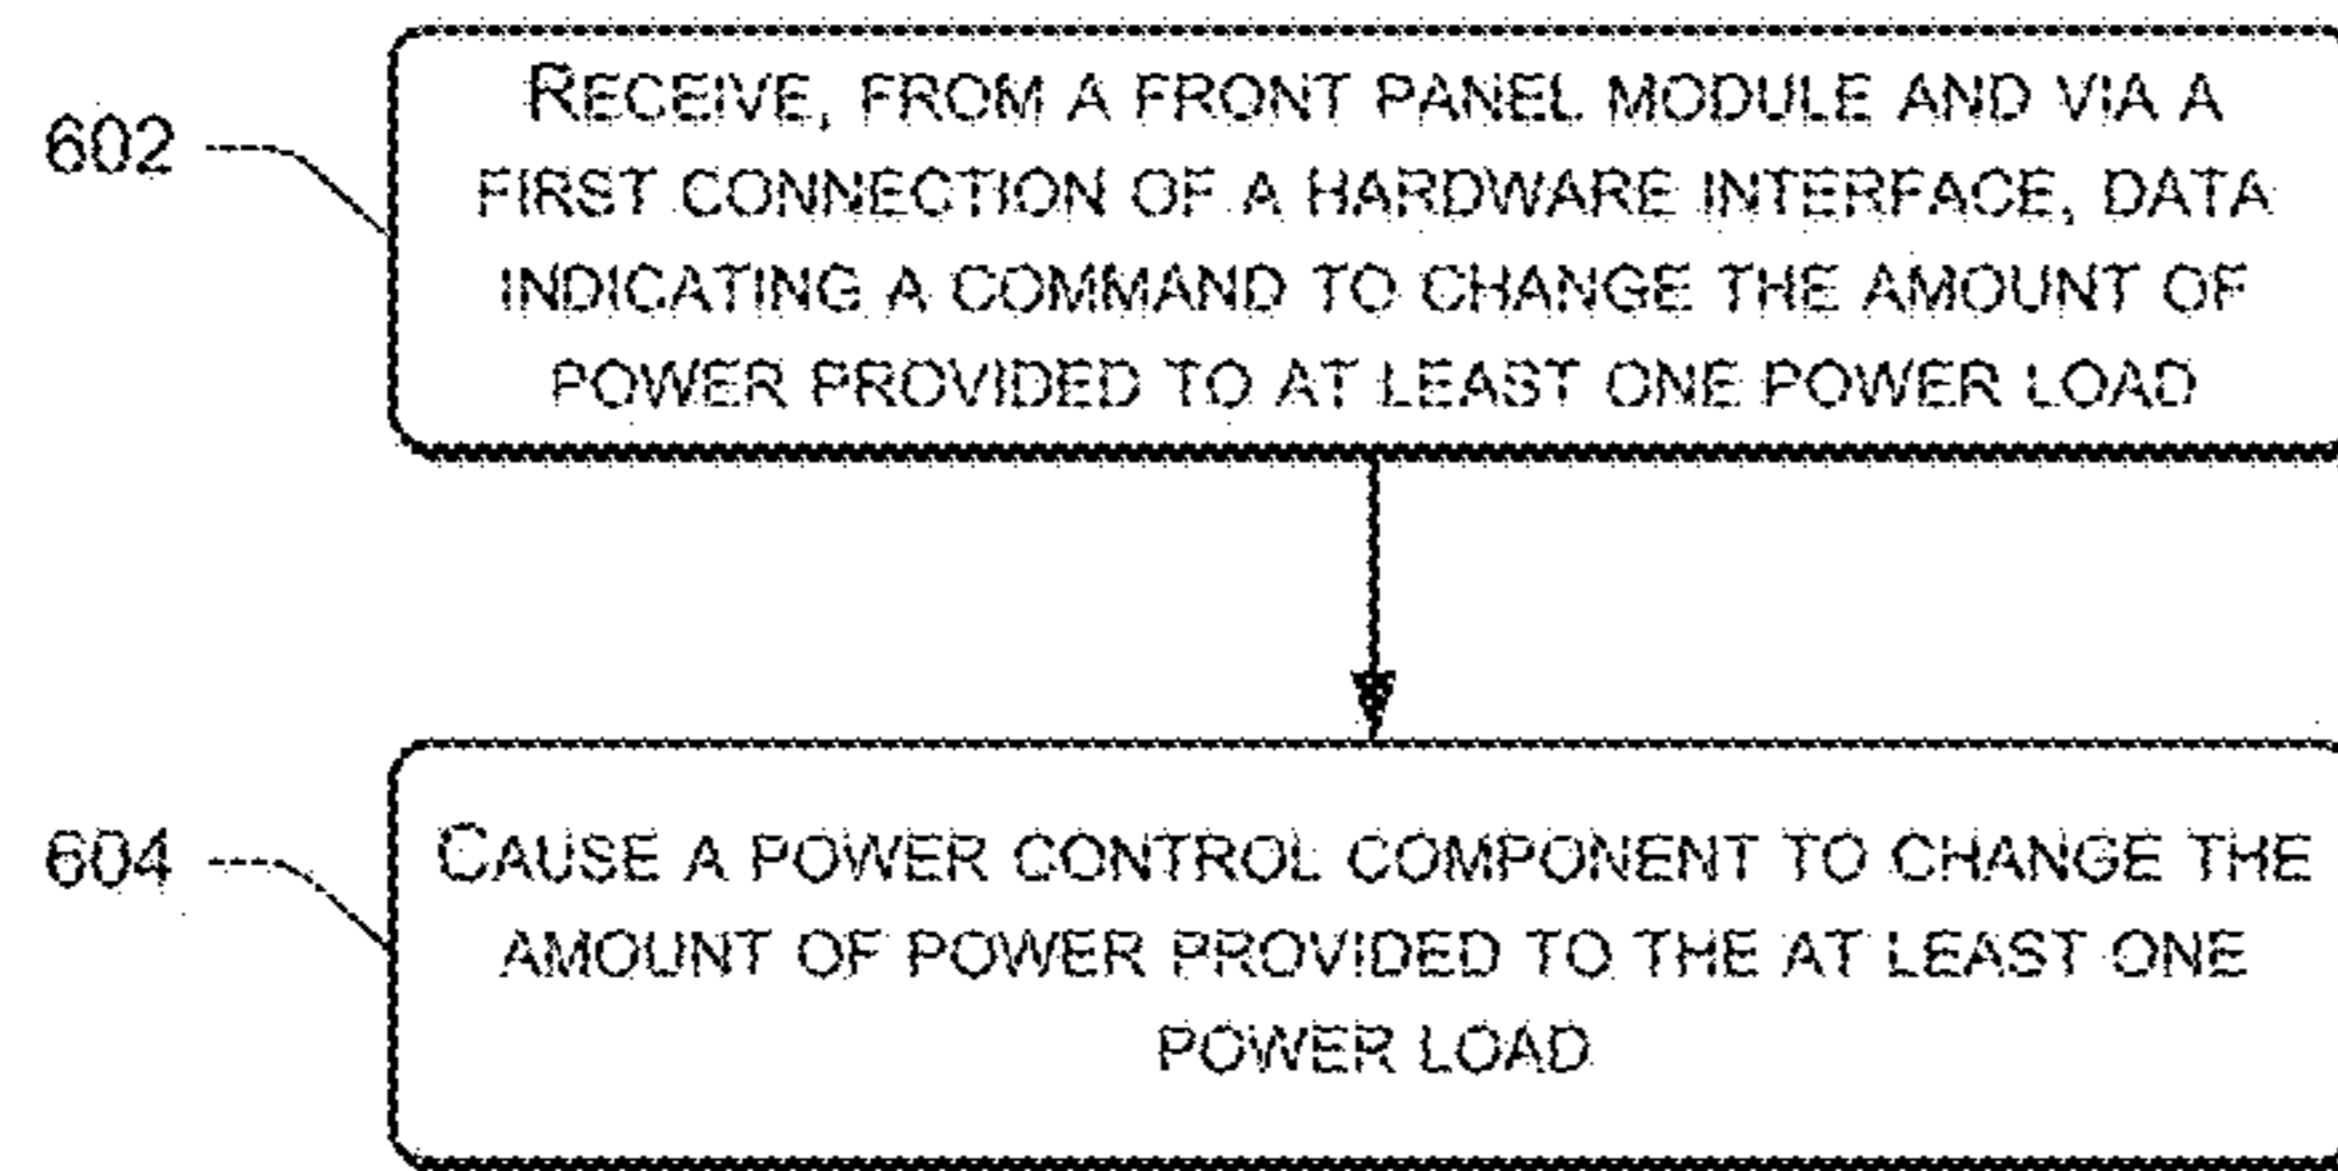 602
RECEIVE, FROM A FRONT PANEL MODULE AND VIA A
FIRST CONNECTION OF A HARDWARE INTERFACE, DATA
INDICATING A COMMAND TO CHANGE THE AMOUNT OF
POWER PROVIDED TO AT LEAST ONE POWER LOAD
604
CAUSE A POWER CONTROL COMPONENT TO CHANGE THE
AMOUNT OF POWER PROVIDED TO THE AT LEAST ONE
POWER LOAD